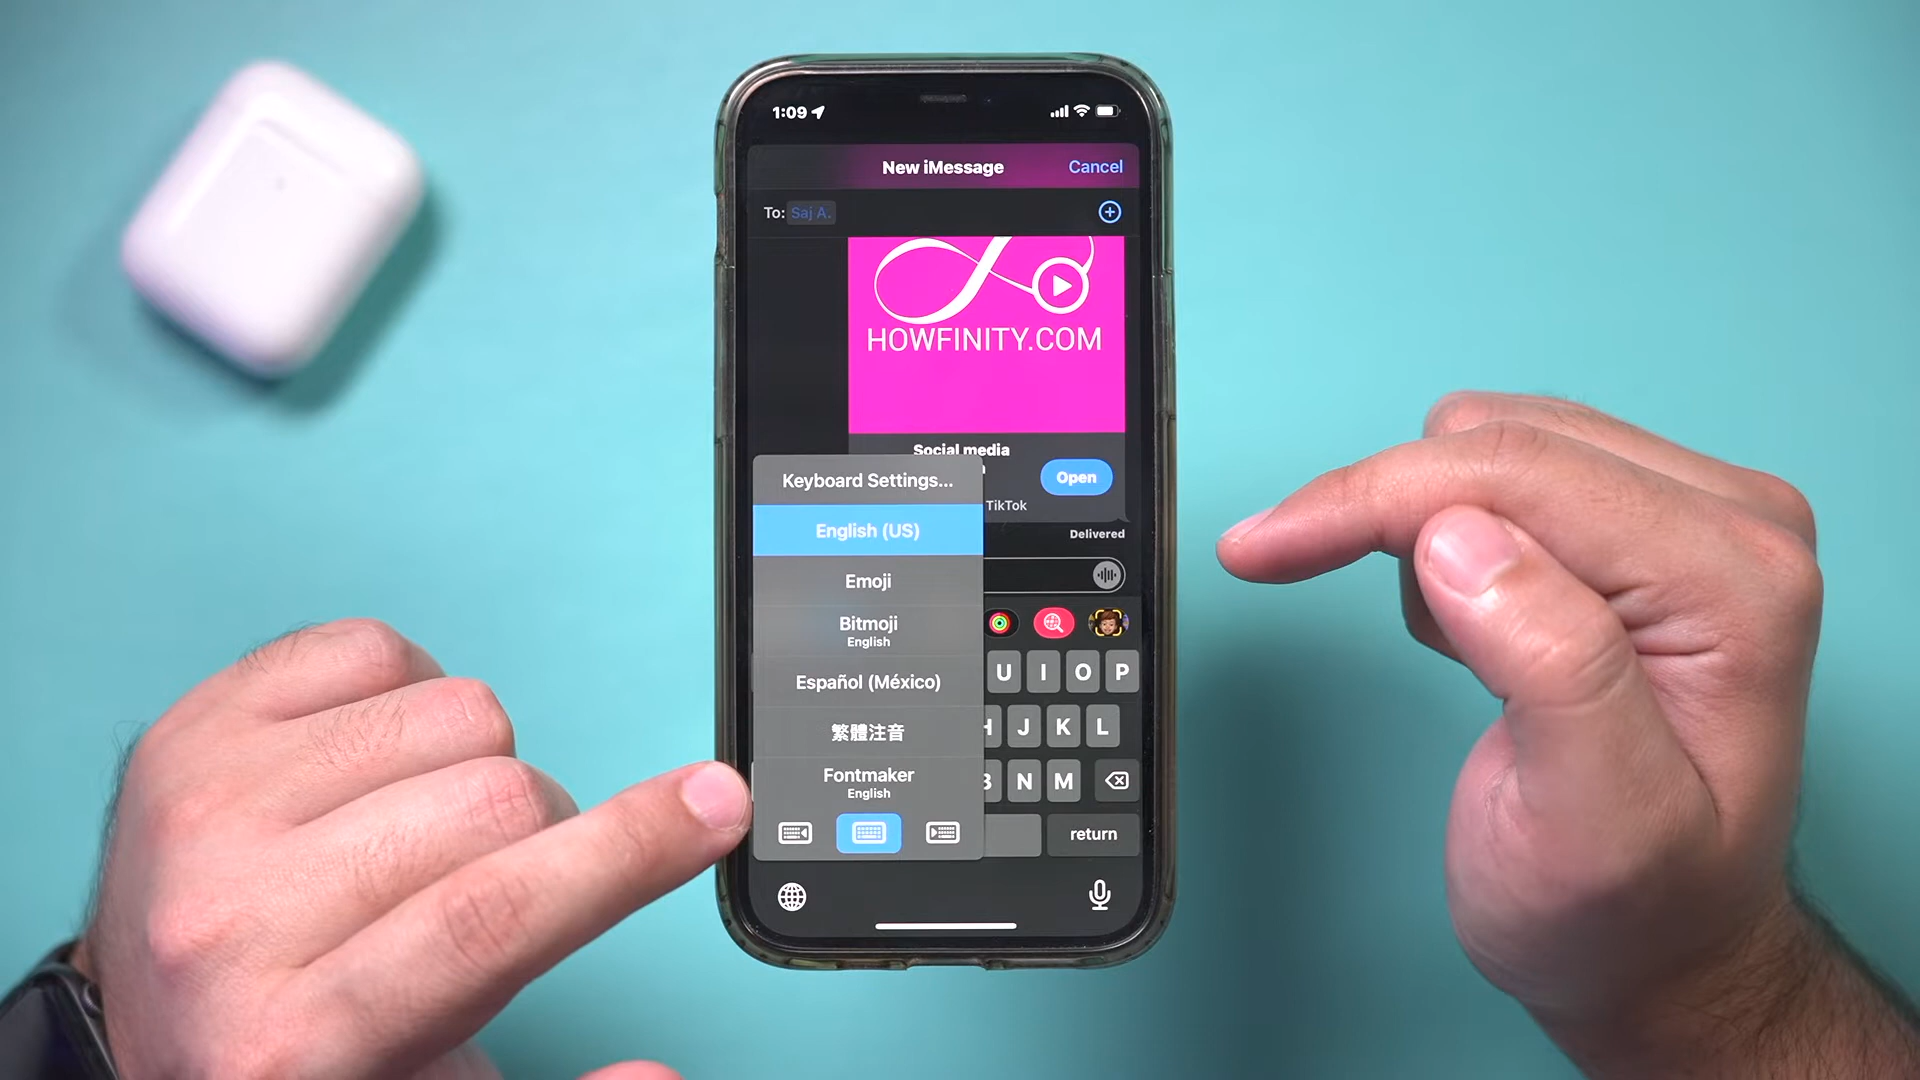 1:09
New iMessage
Cancel
To: Saj A.
HOWFINITY.COM
Social media
Open
TikTok
Delivered
Keyboard Settings...
English (US)
Emoji
Bitmoji
English
Español (México)
繁體注音
Fontmaker
English
U I O P
H J K L
B N M
return